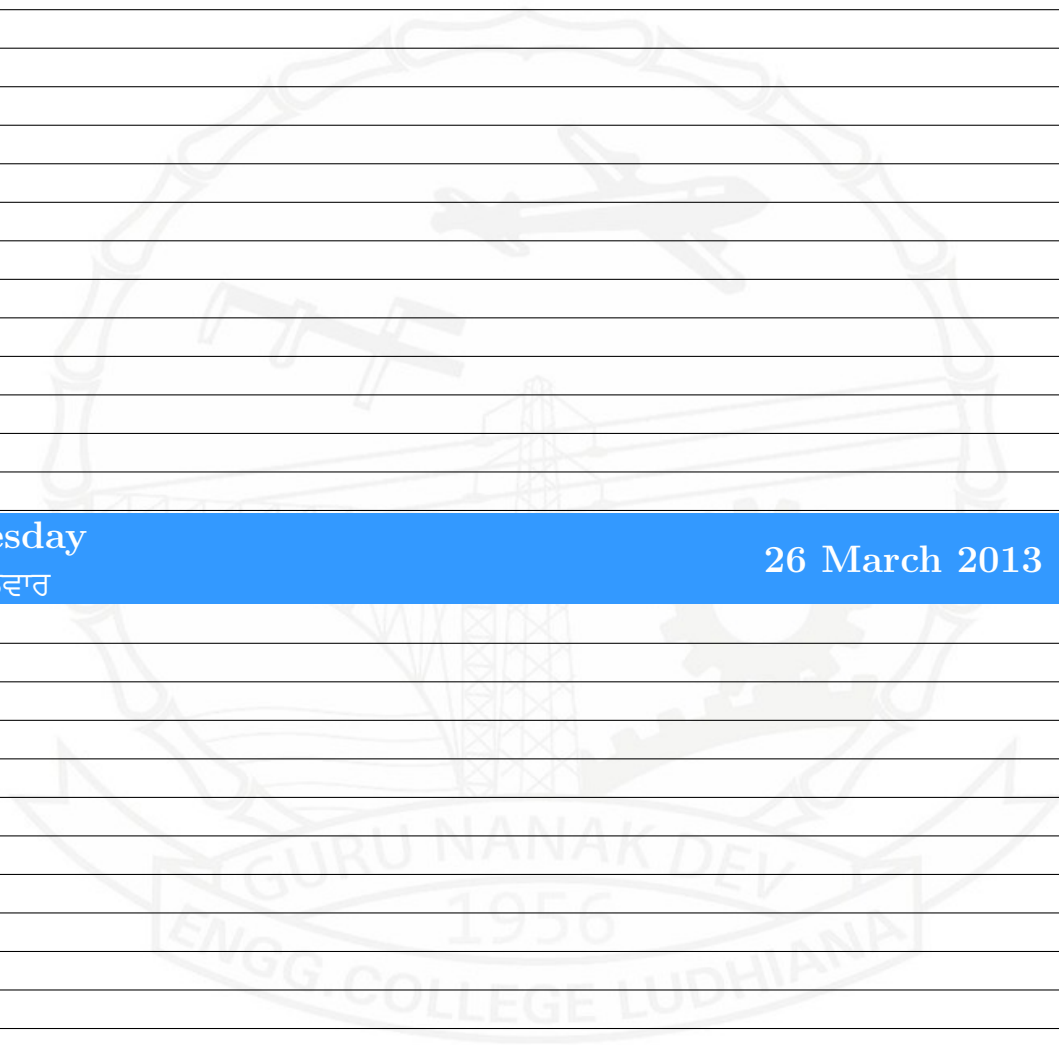 esday
26 March 2013
ਵਾਰ
GURU NANAK DEV
1956
ENGG. COLLEGE LUDHIANA